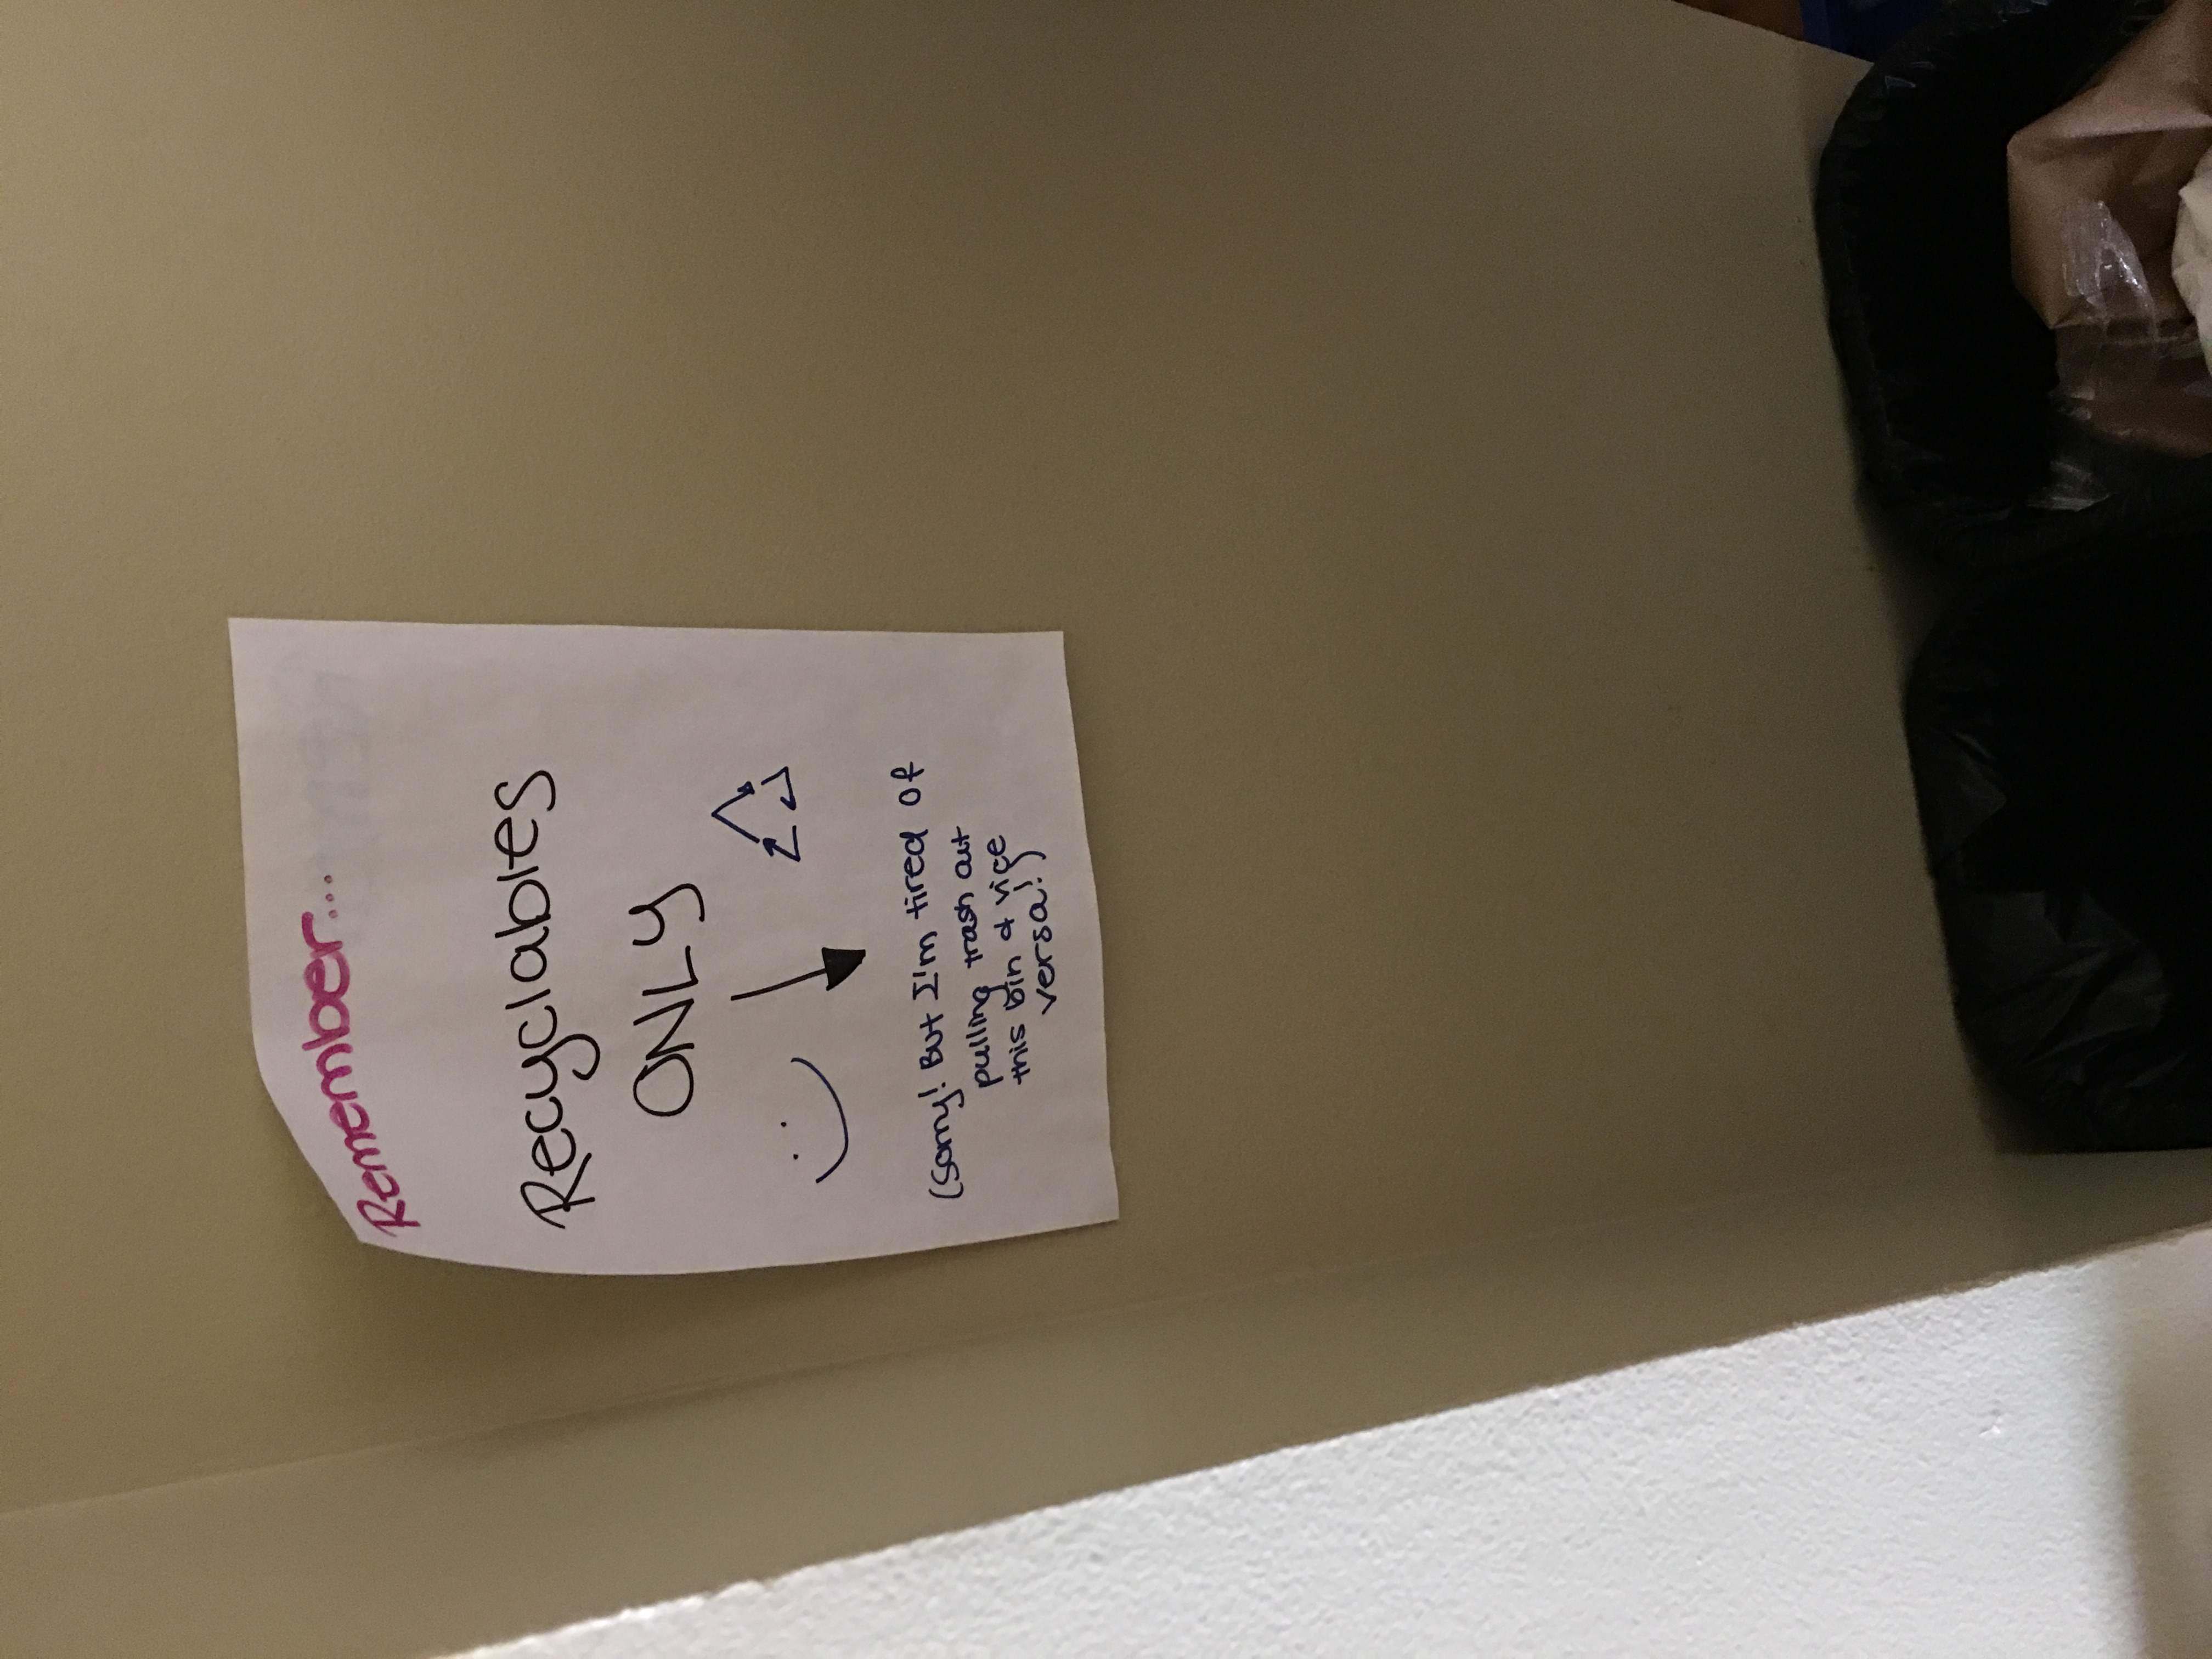 Remember...
Recyclables
ONLY
(Sorry! But I'm tired of
pulling trash out
this bin & vice
versa!)